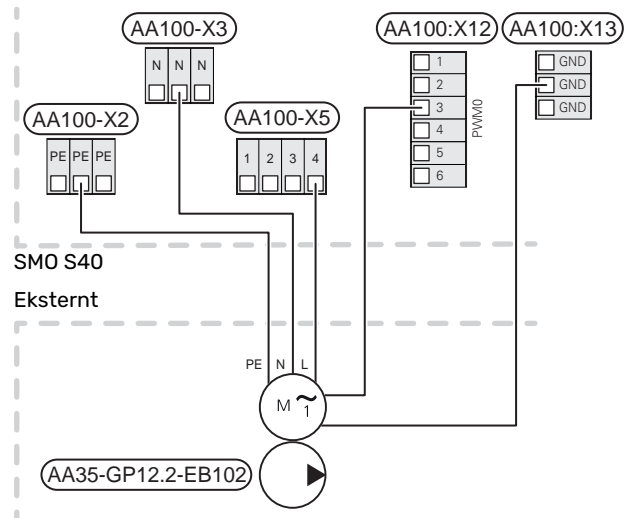 AA100-X3
N N N
AA100:X12
1
2
3
4
5
6
PWM0
AA100:X13
GND
GND
GND
AA100-X2
PE PE PE
AA100-X5
1 2 3 4
SMO S40
Eksternt
PE N L
M ~
1
AA35-GP12.2-EB102